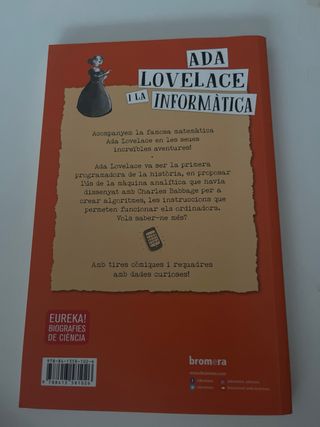 ADA
LOVELACE
I LA INFORMÀTICA
Acompanyem la famosa matemàtica
Ada Lovelace en les seues
increïbles aventures!
Ada Lovelace va ser la primera
programadora de la història, en proposar
l'ús de la màquina analítica que havia
dissenyat amb Charles Babbage per a
crear algoritmes, les instruccions que
permeten funcionar els ordinadors.
Vols saber-ne més?
Amb tires còmiques i requadres
amb dades curioses!
EUREKA!
BIOGRAFIES
DE CIÈNCIA
bromera